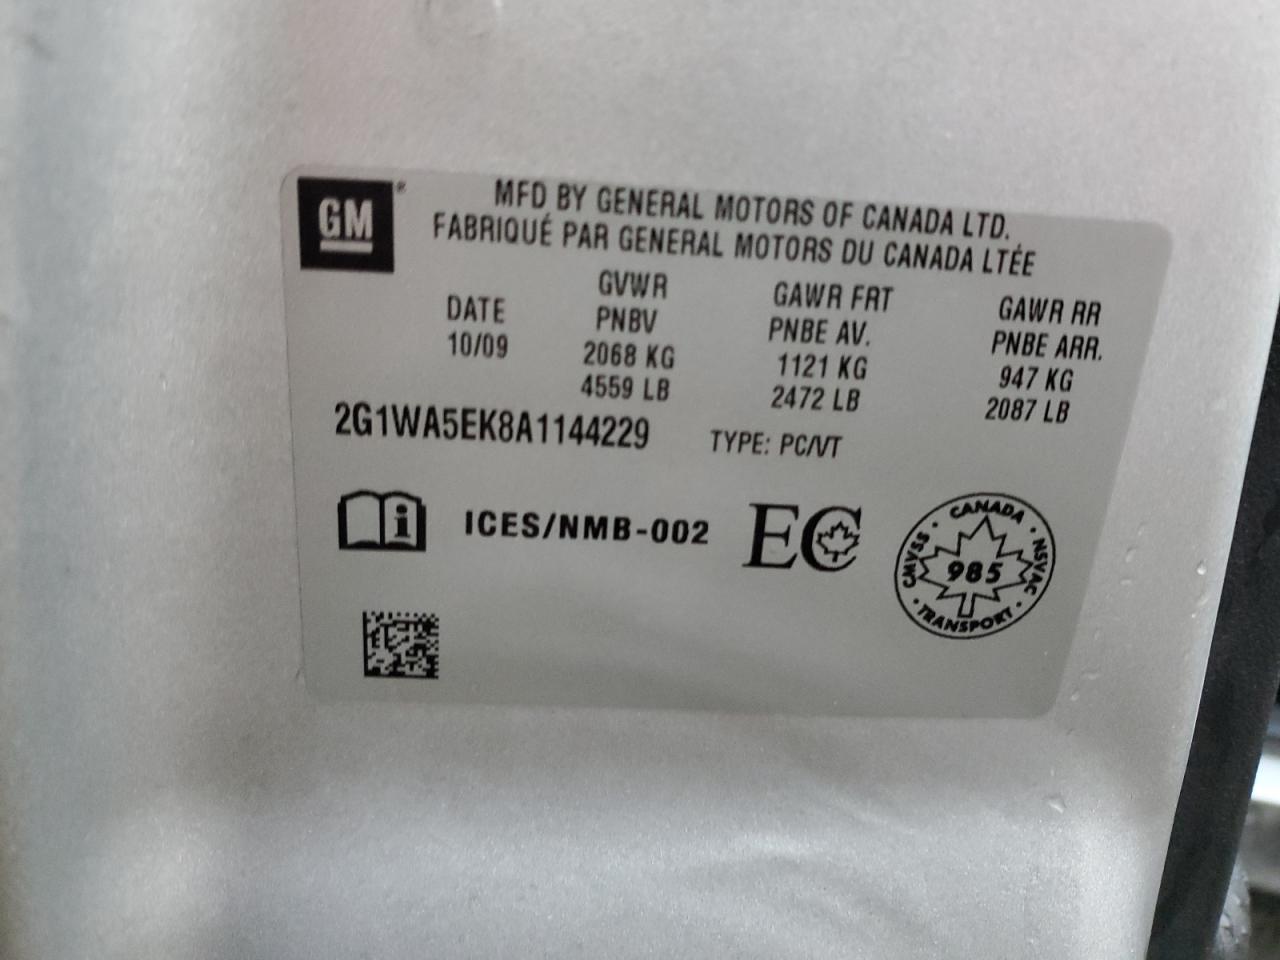 GM®
MFD BY GENERAL MOTORS OF CANADA LTD.
FABRIQUÉ PAR GENERAL MOTORS DU CANADA LTÉE
DATE
10/09
GVWR
PNBV
2068 KG
4559 LB
GAWR FRT
PNBE AV.
1121 KG
2472 LB
GAWR RR
PNBE ARR.
947 KG
2087 LB
2G1WA5EK8A1144229 TYPE: PC/VT
i ICES/NMB-002 EC
CANADA
CMVSS 985 NSVAC
TRANSPORT